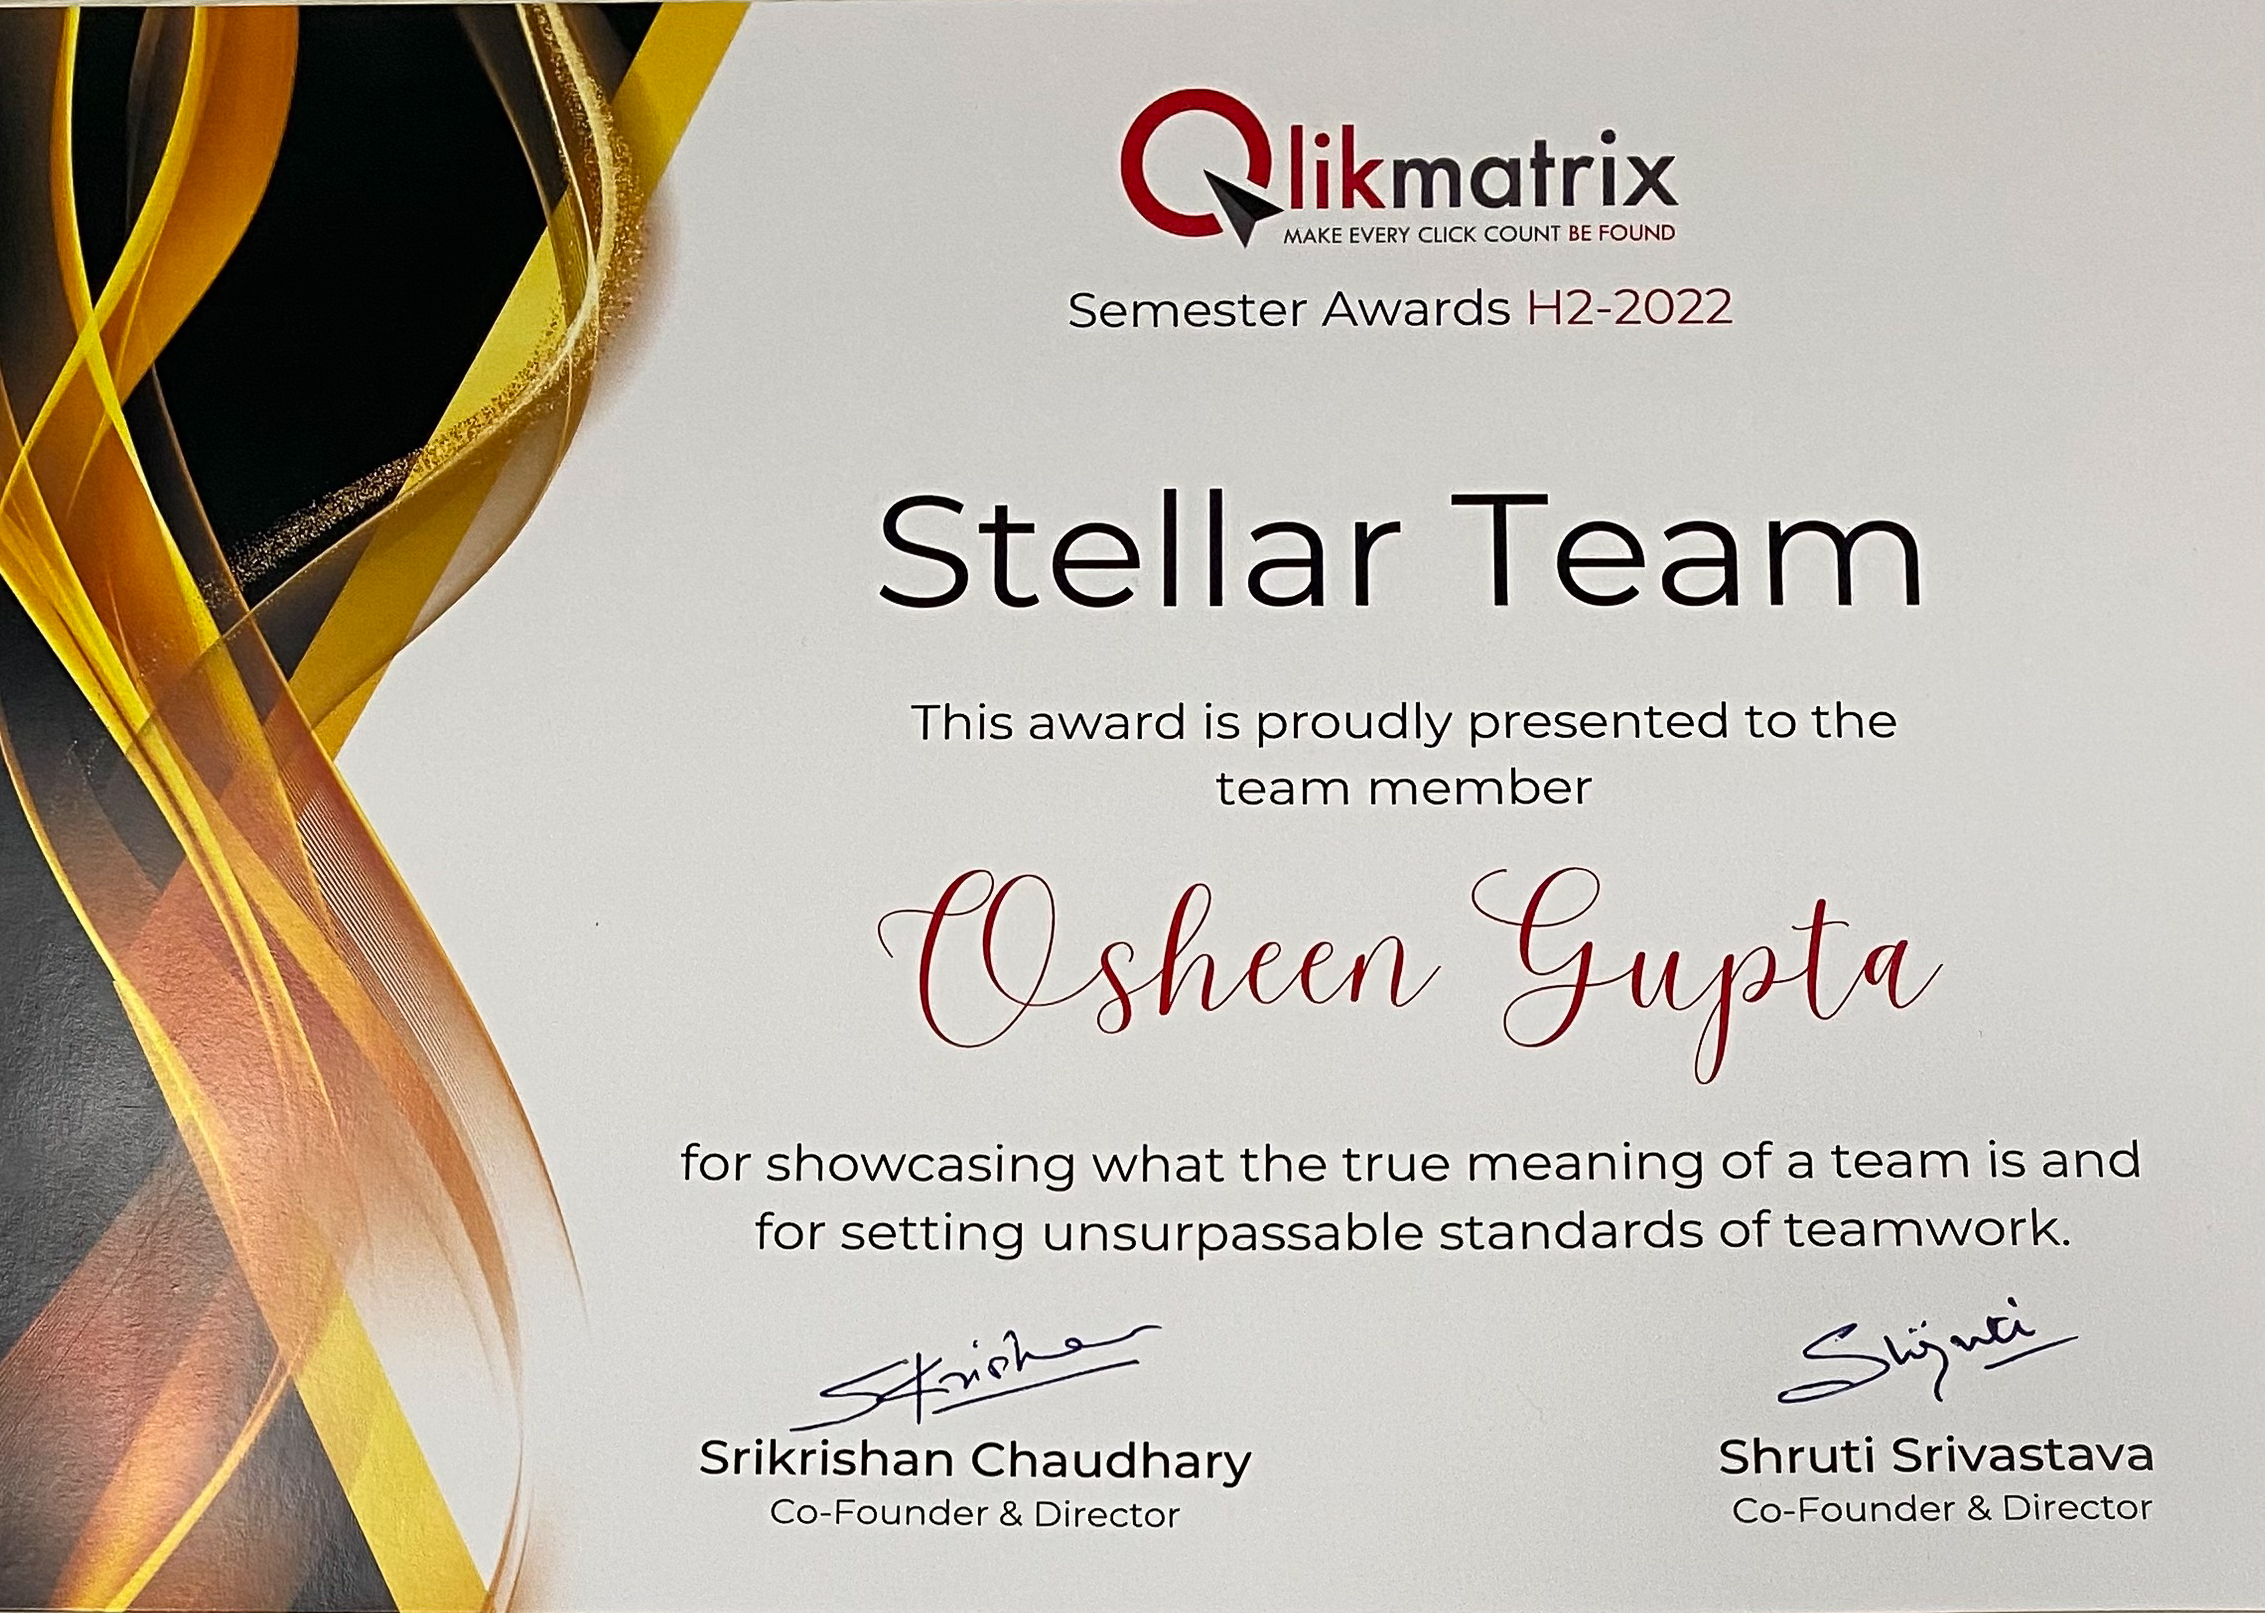 Qlikmatrix
MAKE EVERY CLICK COUNT BE FOUND
Semester Awards H2-2022
Stellar Team
This award is proudly presented to the
team member
Osheen Gupta
for showcasing what the true meaning of a team is and
for setting unsurpassable standards of teamwork.
Srikrishan Chaudhary
Co-Founder & Director
Shruti Srivastava
Co-Founder & Director